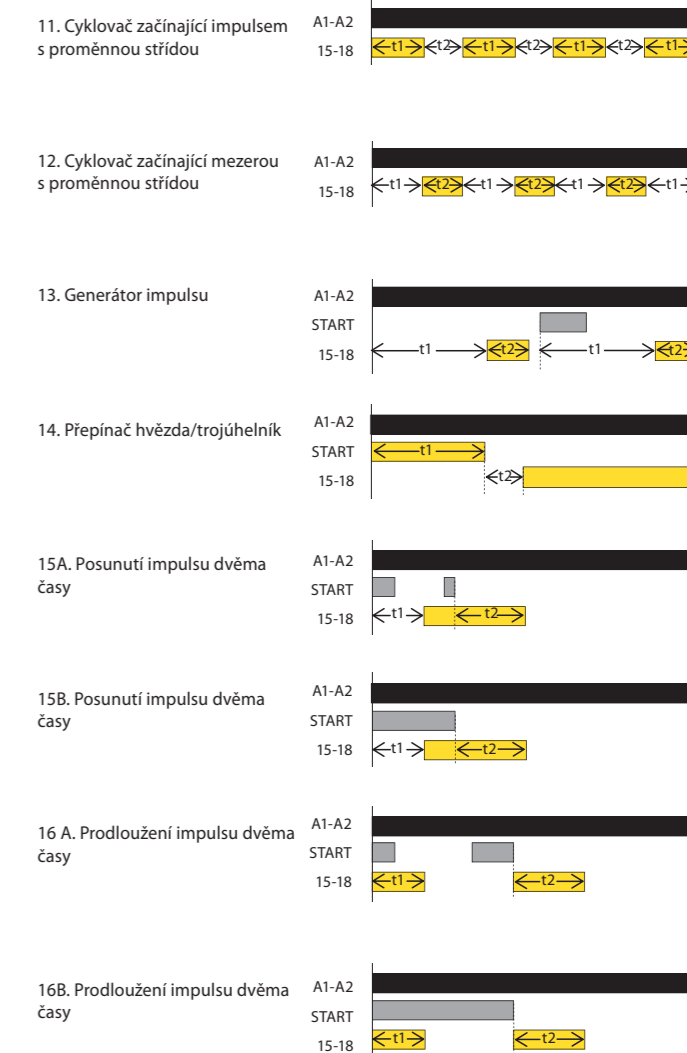 11. Cyklovač začínající impulsem
s proměnnou střídou
A1-A2
15-18
t1 t2 t1 t2 t1 t2 t1
12. Cyklovač začínající mezerou
s proměnnou střídou
A1-A2
15-18
t1 t2 t1 t2 t1 t2 t1
13. Generátor impulsu
A1-A2
START
15-18
t1 t2 t1 t2
14. Přepínač hvězda/trojúhelník
A1-A2
START
t1
15-18
t2
15A. Posunutí impulsu dvěma
časy
A1-A2
START
15-18
t1 t2
15B. Posunutí impulsu dvěma
časy
A1-A2
START
15-18
t1 t2
16 A. Prodloužení impulsu dvěma
časy
A1-A2
START
15-18
t1 t2
16B. Prodloužení impulsu dvěma
časy
A1-A2
START
15-18
t1 t2